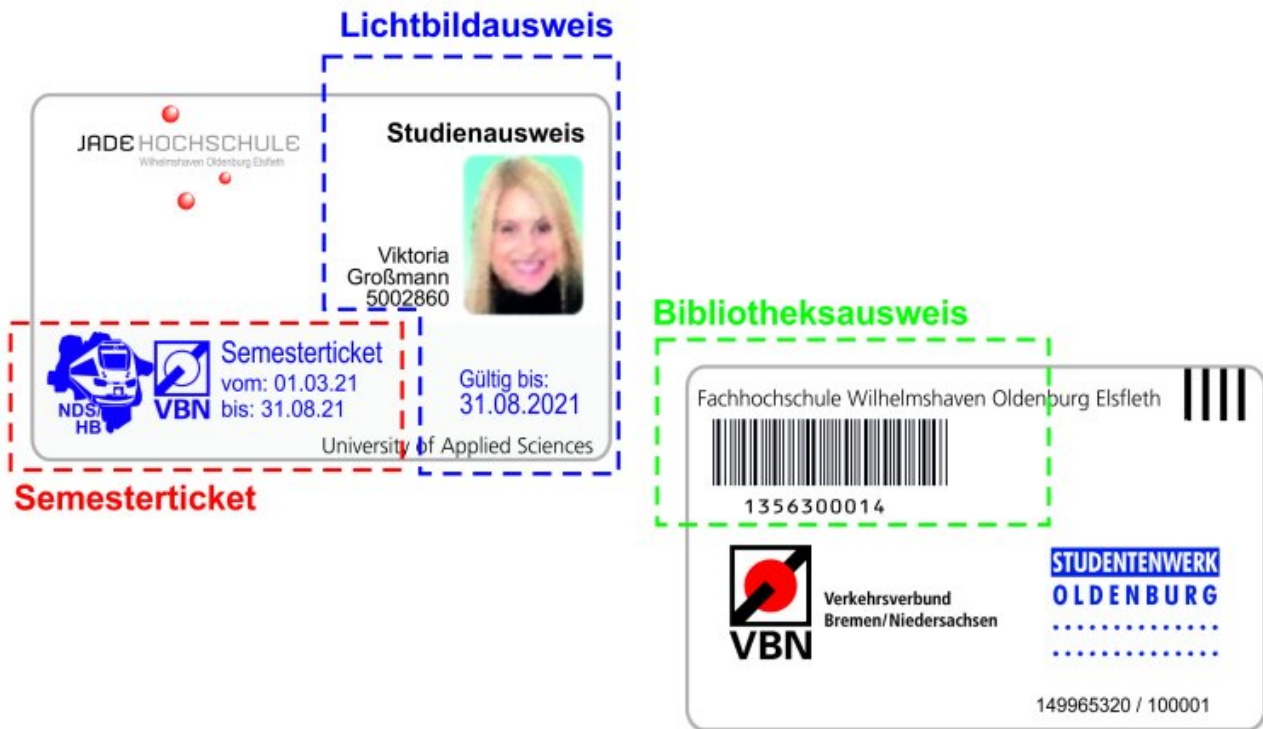 Lichtbildausweis
JADE HOCHSCHULE
Wilhelmshaven Oldenburg Elsfleth
Studienausweis
Viktoria
Großmann
5002860
NDS/
HB
VBN
Semesterticket
vom: 01.03.21
bis: 31.08.21
Gültig bis:
31.08.2021
University of Applied Sciences
Semesterticket
Bibliotheksausweis
Fachhochschule Wilhelmshaven Oldenburg Elsfleth
1356300014
VBN
Verkehrsverbund
Bremen/Niedersachsen
STUDENTENWERK
OLDENBURG
149965320 / 100001